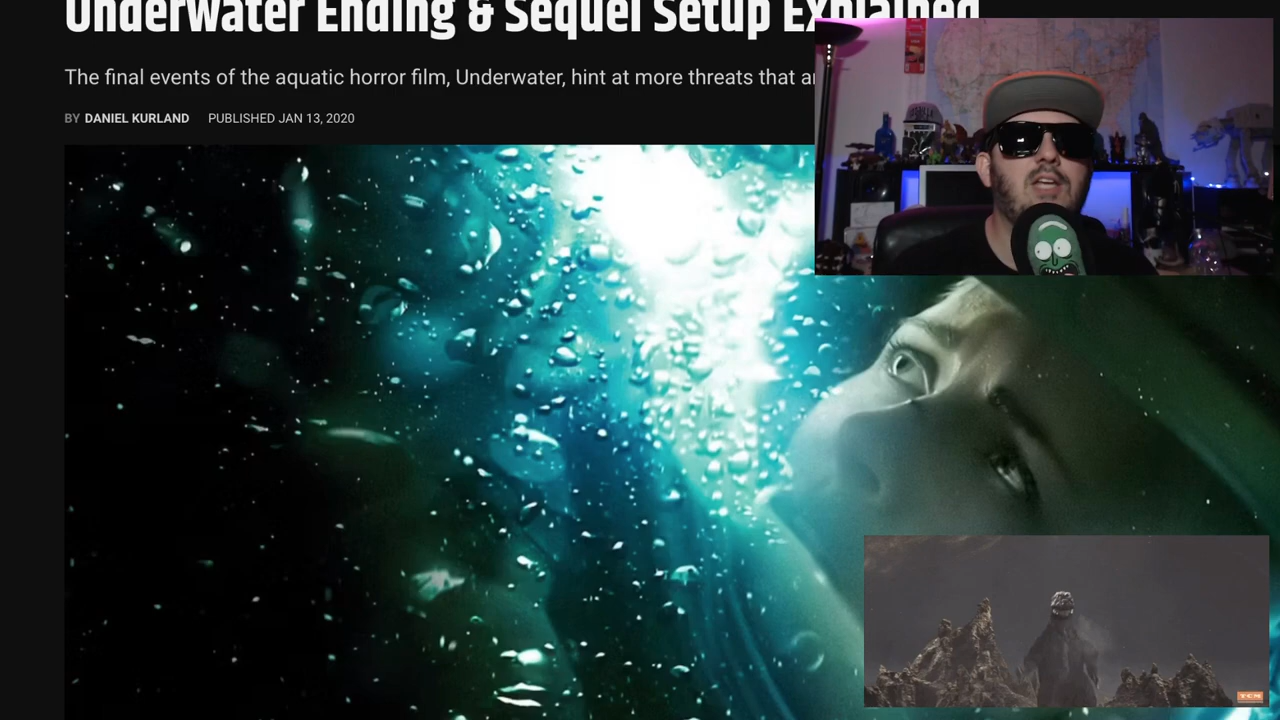 Underwater Ending & Sequel Setup Explained
The final events of the aquatic horror film, Underwater, hint at more threats that
BY DANIEL KURLAND PUBLISHED JAN 13, 2020
TCM